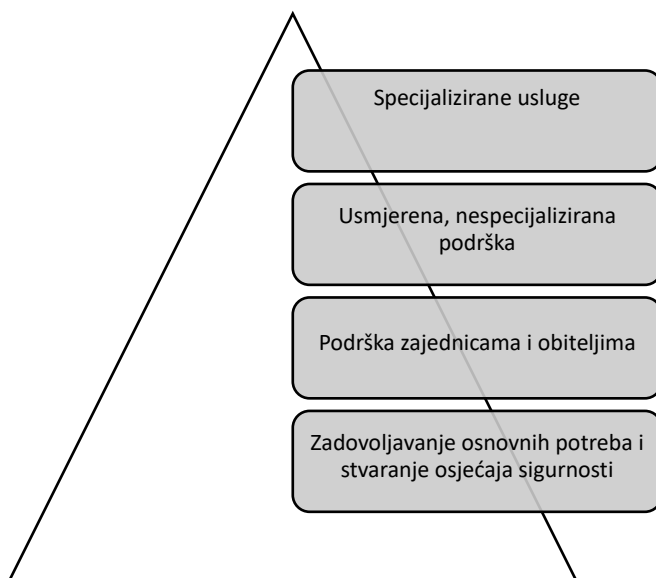 Specijalizirane usluge
Usmjerena, nespecijalizirana
podrška
Podrška zajednicama i obiteljima
Zadovoljavanje osnovnih potreba i
stvaranje osjećaja sigurnosti